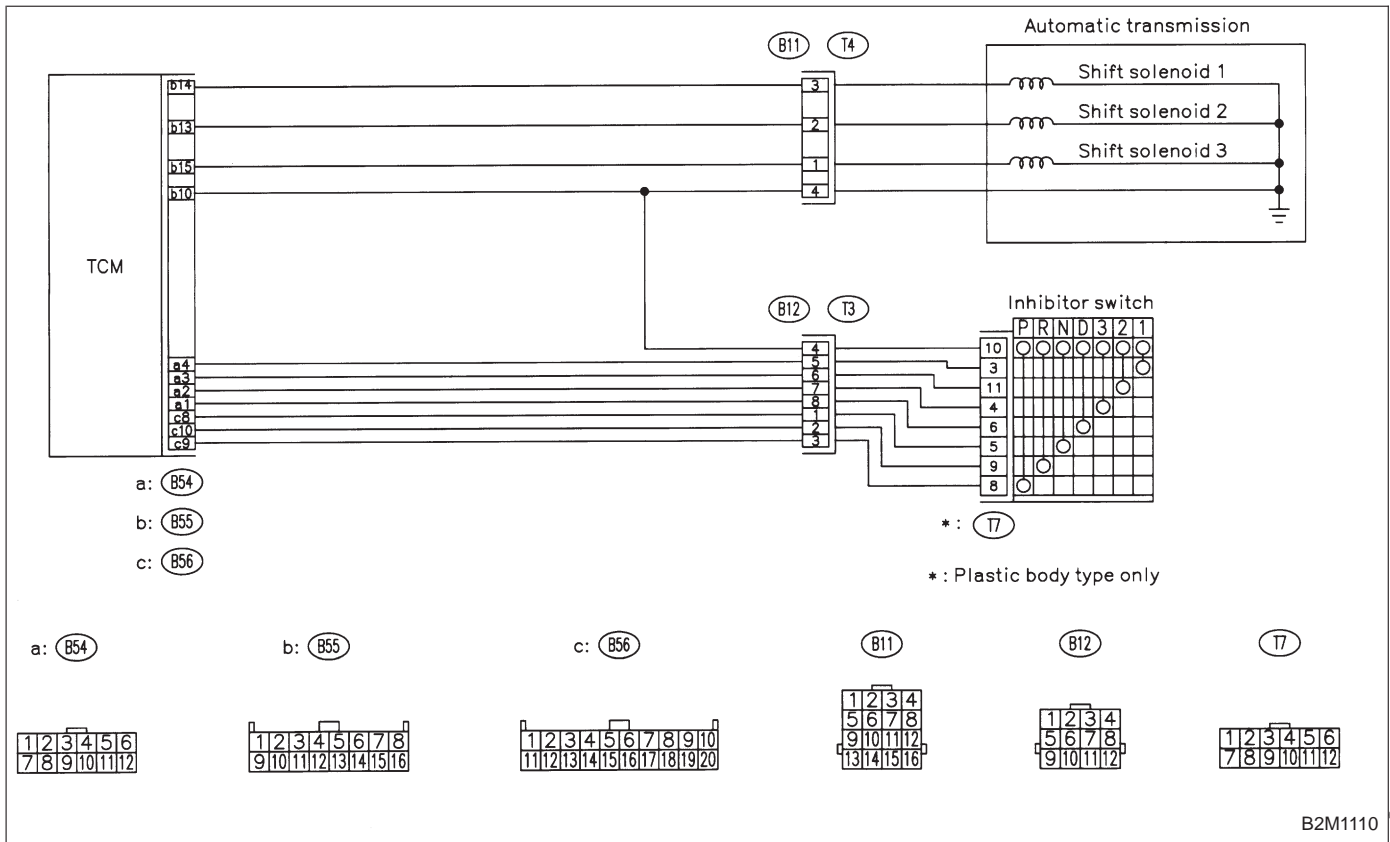 Automatic transmission
B11 T4
b14 3 Shift solenoid 1
b13 2 Shift solenoid 2
b15 1 Shift solenoid 3
b10 4
TCM
B12 T3
Inhibitor switch
P R N D 3 2 1
4 10
a4 5 3
a3 6 11
a2 7 4
a1 8 6
c8 1 5
c10 2 9
c9 3 8
a: B54
b: B55
c: B56
* : T7
* : Plastic body type only
a: B54 b: B55 c: B56 B11 B12 T7
1 2 3 4 5 6
7 8 9 10 11 12
1 2 3 4 5 6 7 8
9 10 11 12 13 14 15 16
1 2 3 4 5 6 7 8 9 10
11 12 13 14 15 16 17 18 19 20
1 2 3 4
5 6 7 8
9 10 11 12
13 14 15 16
1 2 3 4
5 6 7 8
9 10 11 12
1 2 3 4 5 6
7 8 9 10 11 12
B2M1110